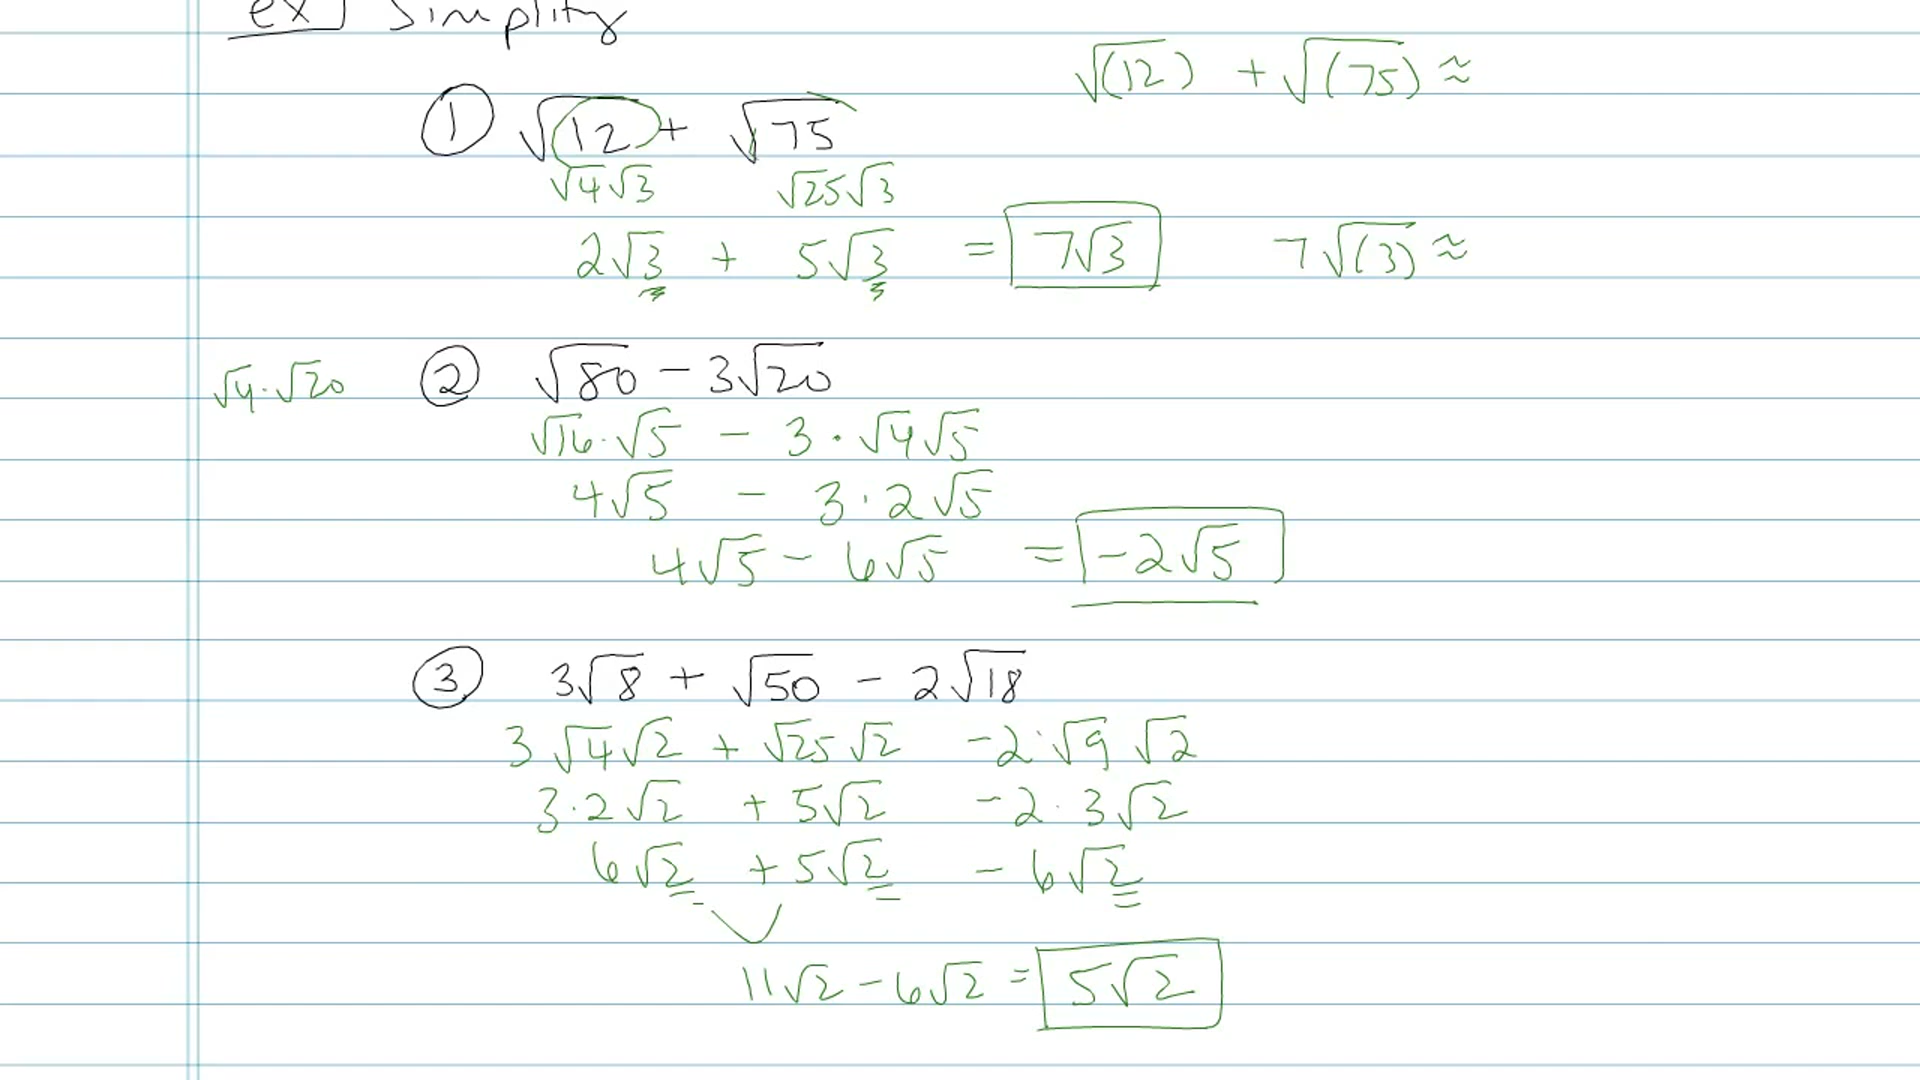 ex] Simplify
√(12) + √(75) ≈
① √12 + √75
√4√3 √25√3
2√3 + 5√3 = 7√3 7√(3) ≈
√4·√20 ② √80 - 3√20
√16·√5 - 3·√4√5
4√5 - 3·2√5
4√5 - 6√5 = -2√5
③ 3√8 + √50 - 2√18
3√4√2 + √25√2 -2·√9√2
3·2√2 + 5√2 -2·3√2
6√2 + 5√2 - 6√2
11√2 - 6√2 = 5√2